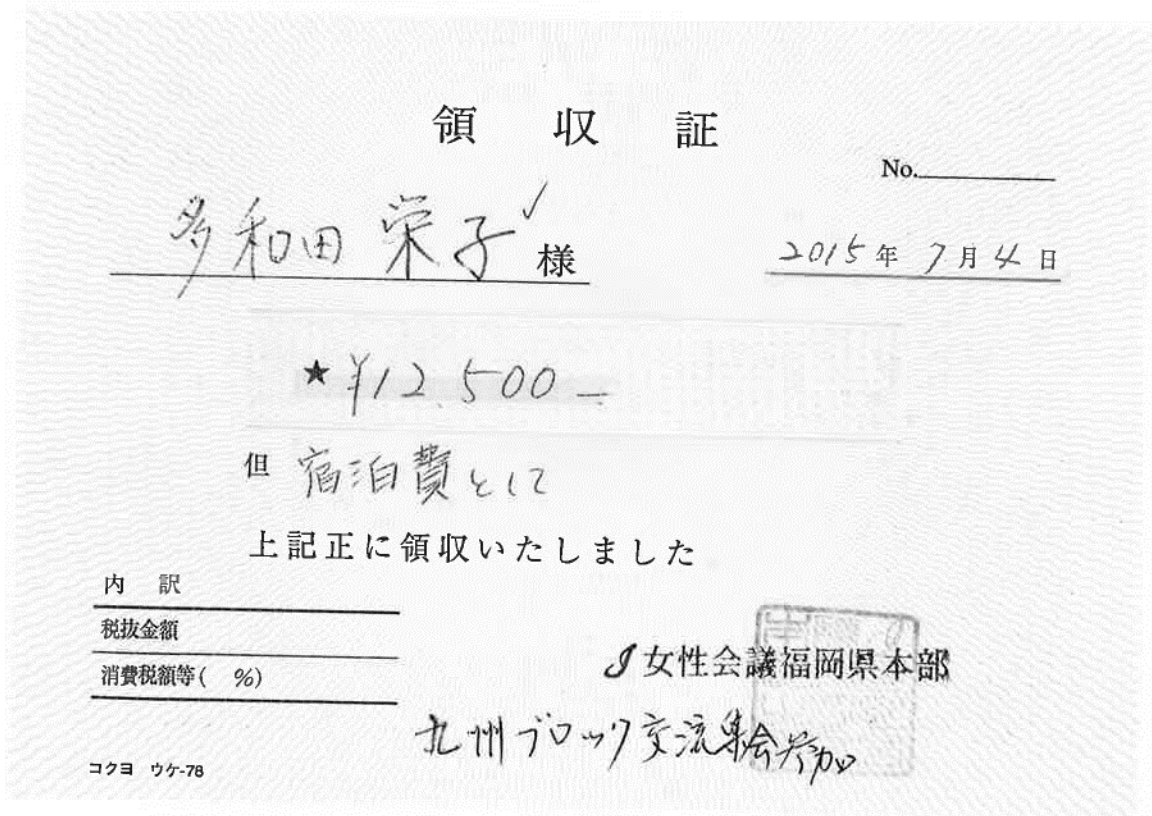 領収証
No.
多和田 栄子 様
2015年 7月 4日
★ ¥12,500-
但 宿泊費として
上記正に領収いたしました
内 訳
税抜金額
消費税額等( %)
I女性会議福岡県本部
九州ブロック交流集会参加
コクヨ ウケ-78